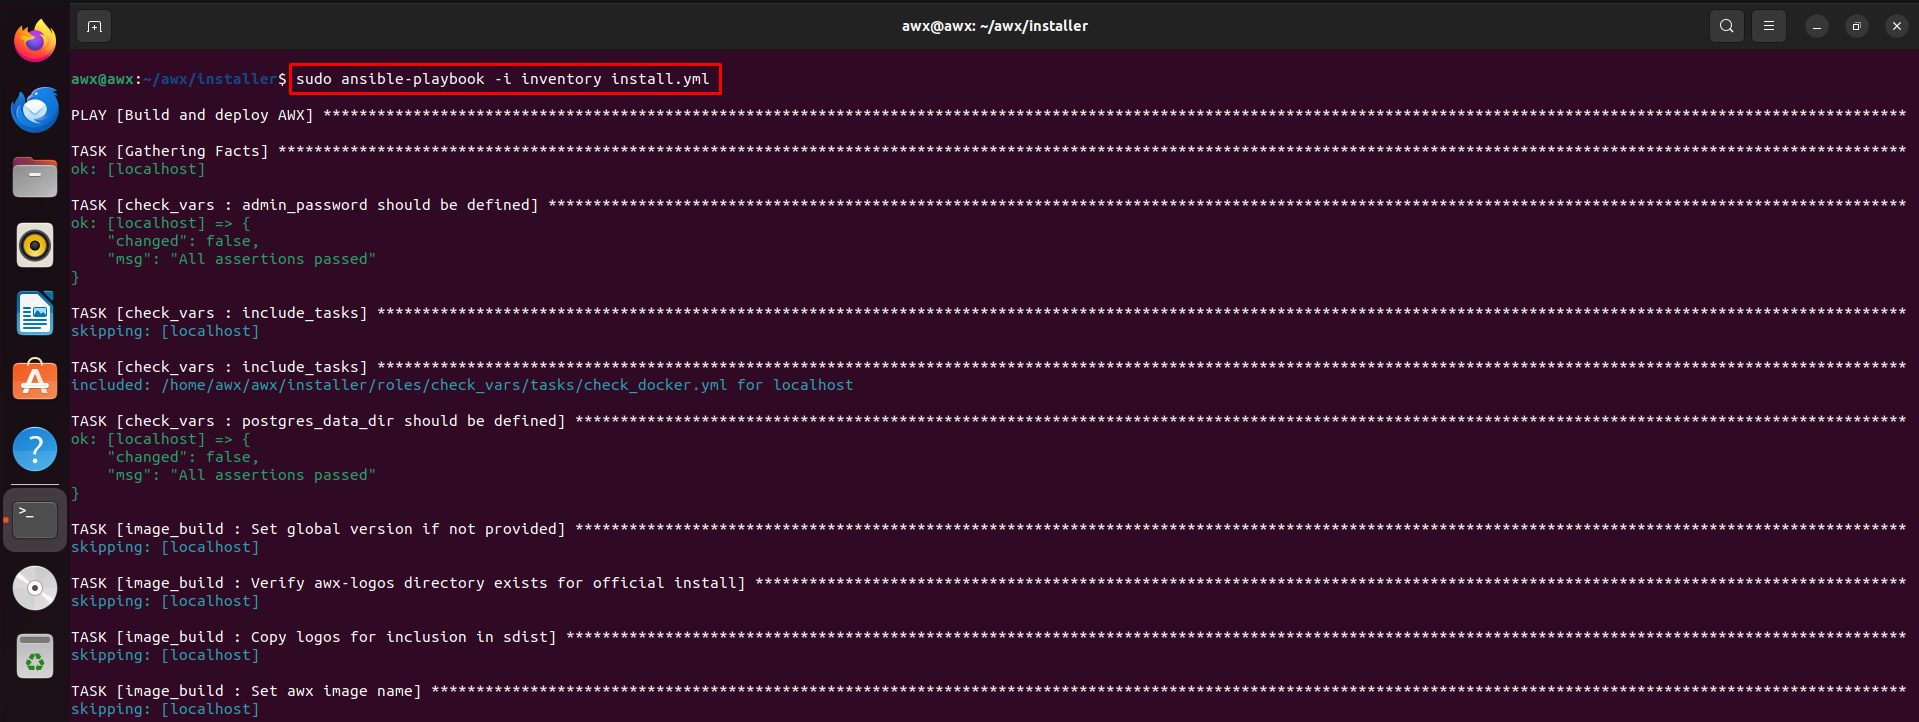 awx@awx: ~/awx/installer
awx@awx:~/awx/installer$ sudo ansible-playbook -i inventory install.yml
PLAY [Build and deploy AWX] ********************************************************************************************************************************************************************************
TASK [Gathering Facts] *************************************************************************************************************************************************************************************
ok: [localhost]
TASK [check_vars : admin_password should be defined] *******************************************************************************************************************************************************
ok: [localhost] => {
    "changed": false,
    "msg": "All assertions passed"
}
TASK [check_vars : include_tasks] **************************************************************************************************************************************************************************
skipping: [localhost]
TASK [check_vars : include_tasks] **************************************************************************************************************************************************************************
included: /home/awx/awx/installer/roles/check_vars/tasks/check_docker.yml for localhost
TASK [check_vars : postgres_data_dir should be defined] ****************************************************************************************************************************************************
ok: [localhost] => {
    "changed": false,
    "msg": "All assertions passed"
}
TASK [image_build : Set global version if not provided] ****************************************************************************************************************************************************
skipping: [localhost]
TASK [image_build : Verify awx-logos directory exists for official install] ********************************************************************************************************************************
skipping: [localhost]
TASK [image_build : Copy logos for inclusion in sdist] *****************************************************************************************************************************************************
skipping: [localhost]
TASK [image_build : Set awx image name] ********************************************************************************************************************************************************************
skipping: [localhost]